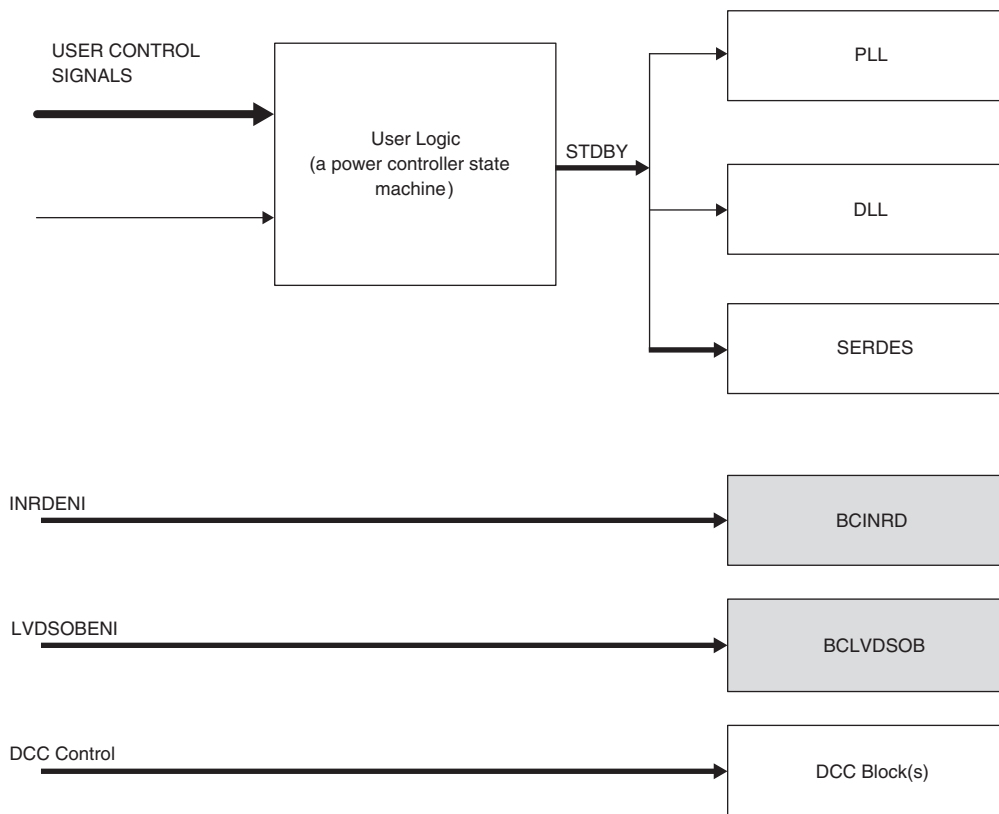 USER CONTROL
SIGNALS
User Logic
(a power controller state
machine)
STDBY
PLL
DLL
SERDES
INRDENI
BCINRD
LVDSOBENI
BCLVDSOB
DCC Control
DCC Block(s)